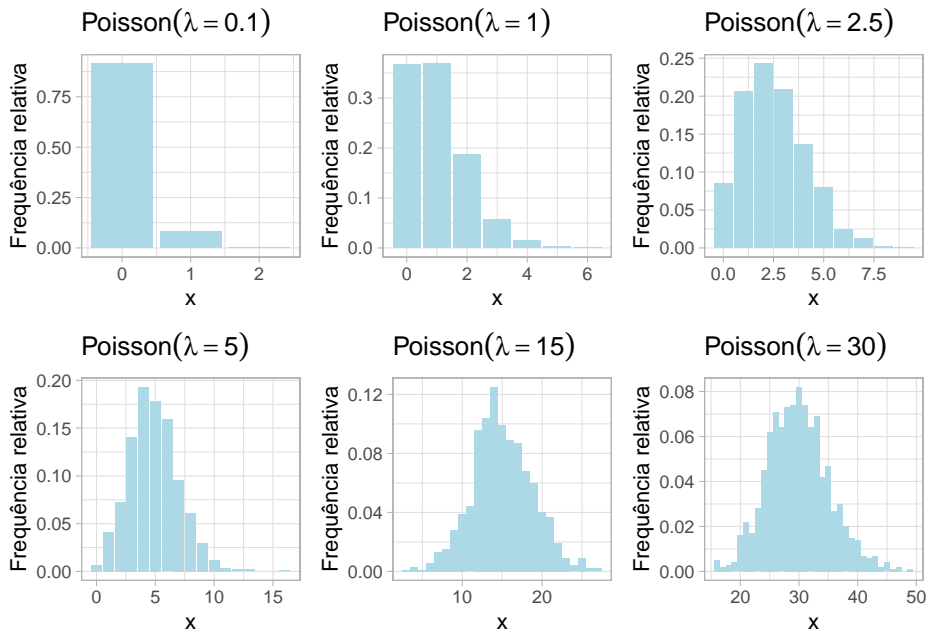 Poisson(λ = 0.1)
Frequência relativa
0.75
0.50
0.25
0.00
0 1 2
x
Poisson(λ = 1)
Frequência relativa
0.3
0.2
0.1
0.0
0 2 4 6
x
Poisson(λ = 2.5)
Frequência relativa
0.25
0.20
0.15
0.10
0.05
0.00
0.0 2.5 5.0 7.5
x
Poisson(λ = 5)
Frequência relativa
0.20
0.15
0.10
0.05
0.00
0 5 10 15
x
Poisson(λ = 15)
Frequência relativa
0.12
0.08
0.04
0.00
10 20
x
Poisson(λ = 30)
Frequência relativa
0.08
0.06
0.04
0.02
0.00
20 30 40 50
x